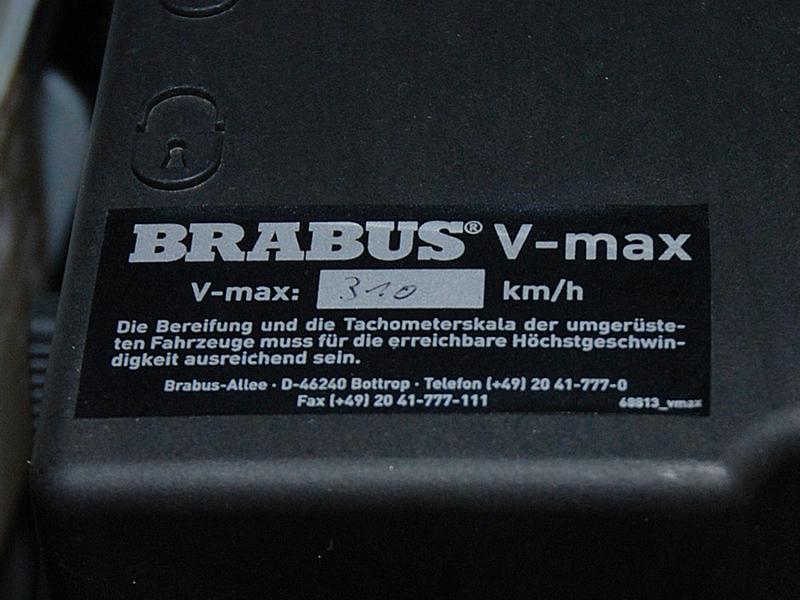 BRABUS® V-max
V-max: 310 km/h
Die Bereifung und die Tachometerskala der umgerüste-
ten Fahrzeuge muss für die erreichbare Höchstgeschwin-
digkeit ausreichend sein.
Brabus-Allee · D-46240 Bottrop · Telefon (+49) 20 41-777-0
Fax (+49) 20 41-777-111 68813_vmax